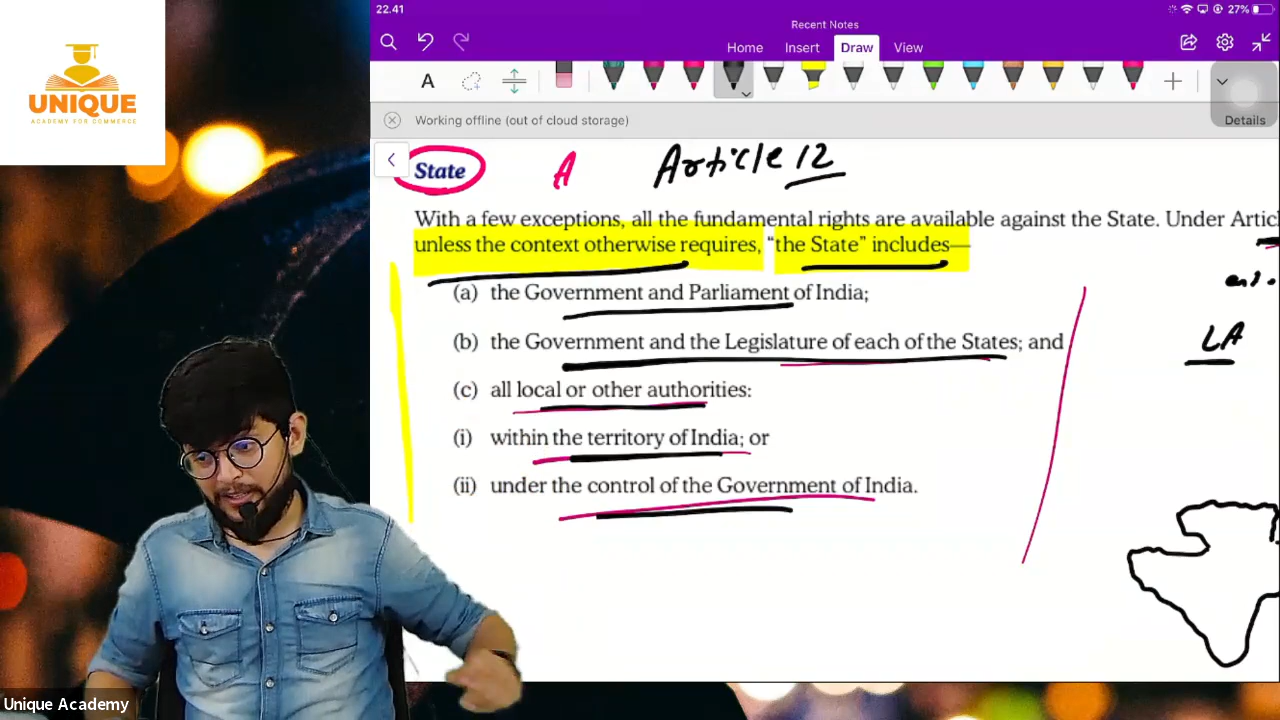 22.41
27%
Recent Notes
Home Insert Draw View
UNIQUE
ACADEMY FOR COMMERCE
A
Working offline (out of cloud storage)
Details
State A Article 12
With a few exceptions, all the fundamental rights are available against the State. Under Artic
unless the context otherwise requires, “the State” includes—
(a) the Government and Parliament of India;
(b) the Government and the Legislature of each of the States; and
LA
(c) all local or other authorities:
(i) within the territory of India; or
(ii) under the control of the Government of India.
Unique Academy